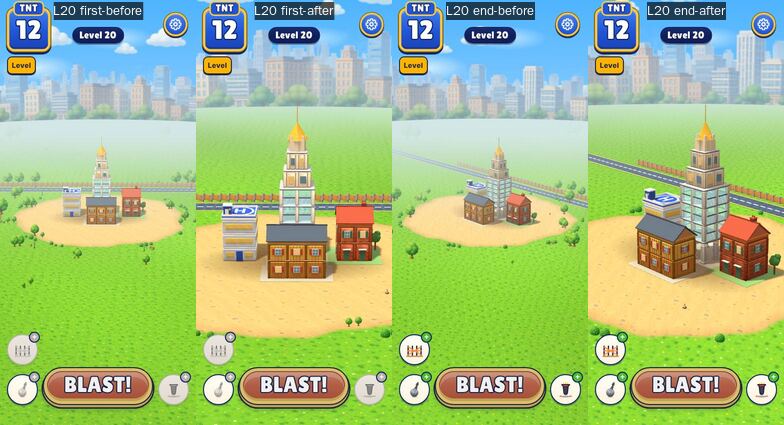 L20 first-before
TNT
12
Level 20
Level
BLAST!
L20 first-after
TNT
12
Level 20
Level
H
BLAST!
L20 end-before
TNT
12
Level 20
Level
BLAST!
L20 end-after
TNT
12
Level 20
Level
H
BLAST!